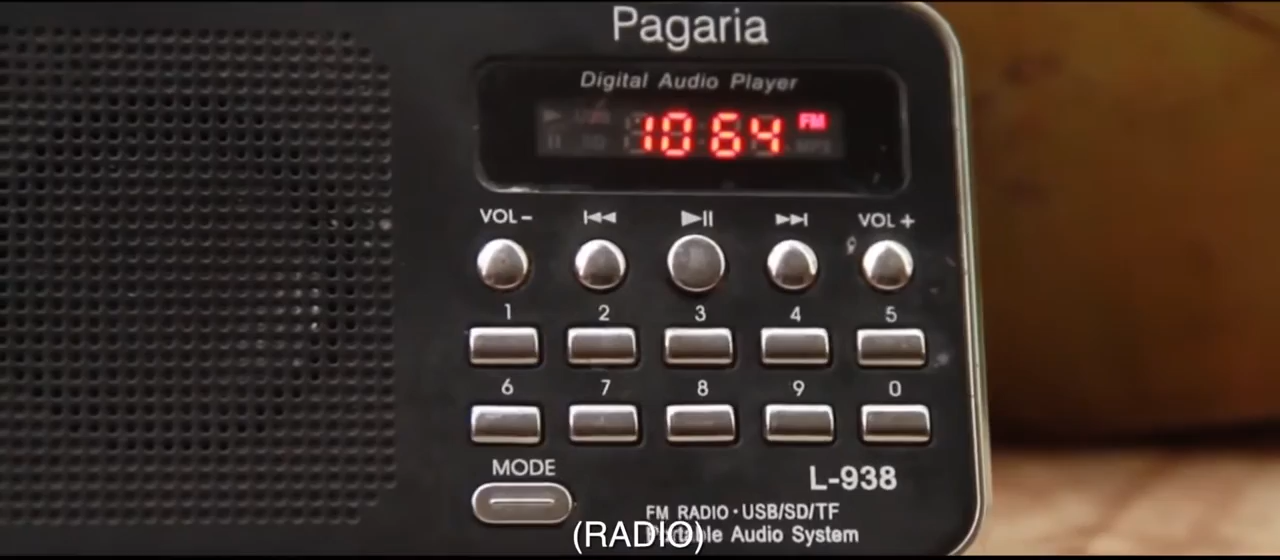 Pagaria
Digital Audio Player
1064 FM
VOL - VOL +
1 2 3 4 5
6 7 8 9 0
MODE
L-938
FM RADIO · USB/SD/TF
Portable Audio System
(RADIO)